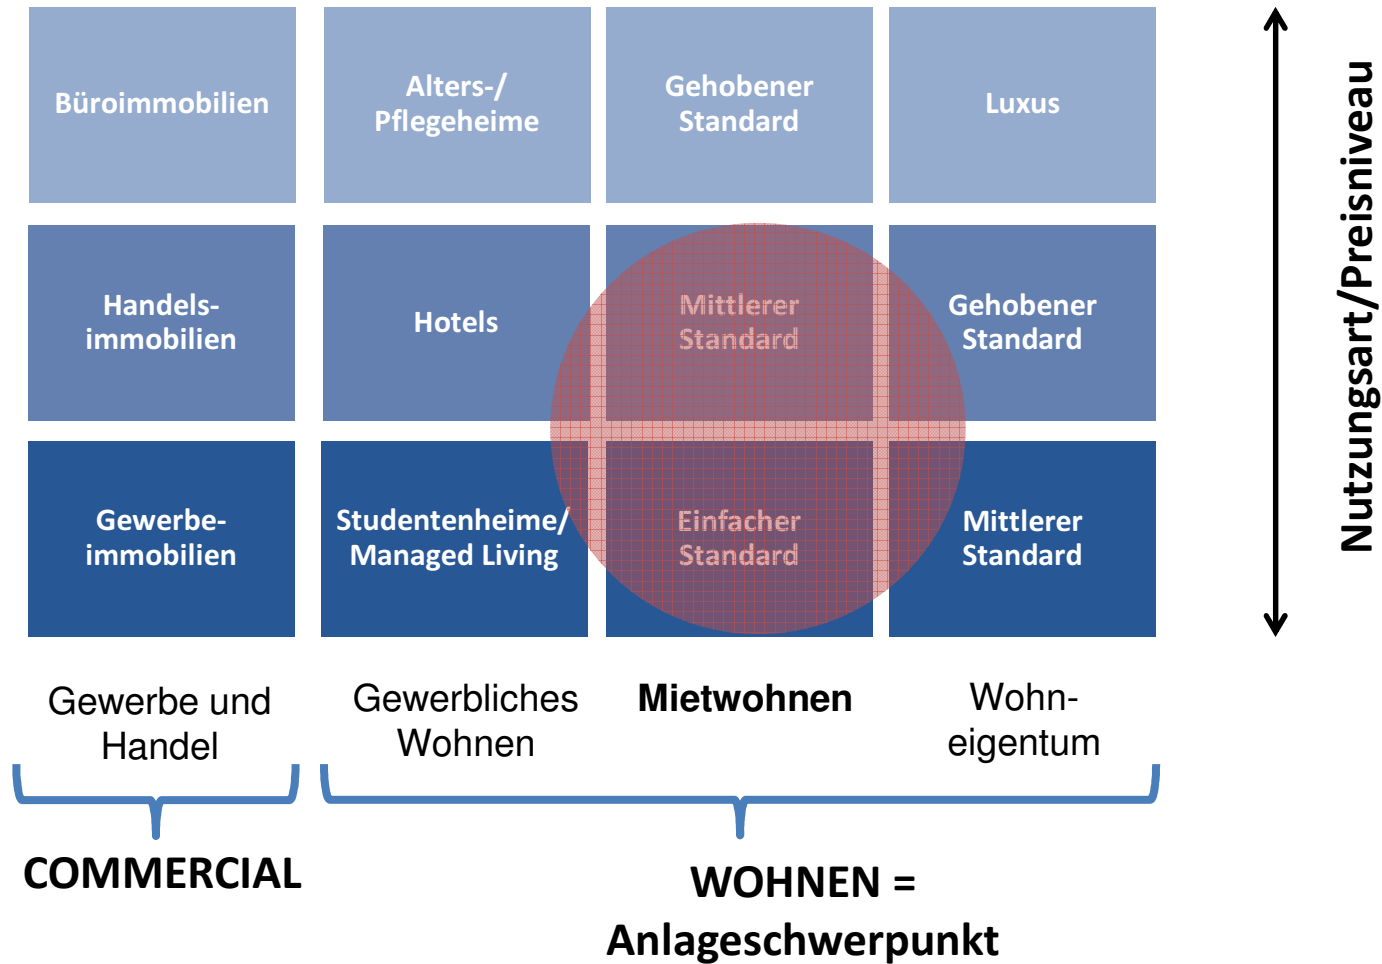 Büroimmobilien
Alters-/
Pflegeheime
Gehobener
Standard
Luxus
Handels-
immobilien
Hotels
Mittlerer
Standard
Gehobener
Standard
Gewerbe-
immobilien
Studentenheime/
Managed Living
Einfacher
Standard
Mittlerer
Standard
Nutzungsart/Preisniveau
Gewerbe und
Handel
Gewerbliches
Wohnen
Mietwohnen
Wohn-
eigentum
COMMERCIAL
WOHNEN =
Anlageschwerpunkt